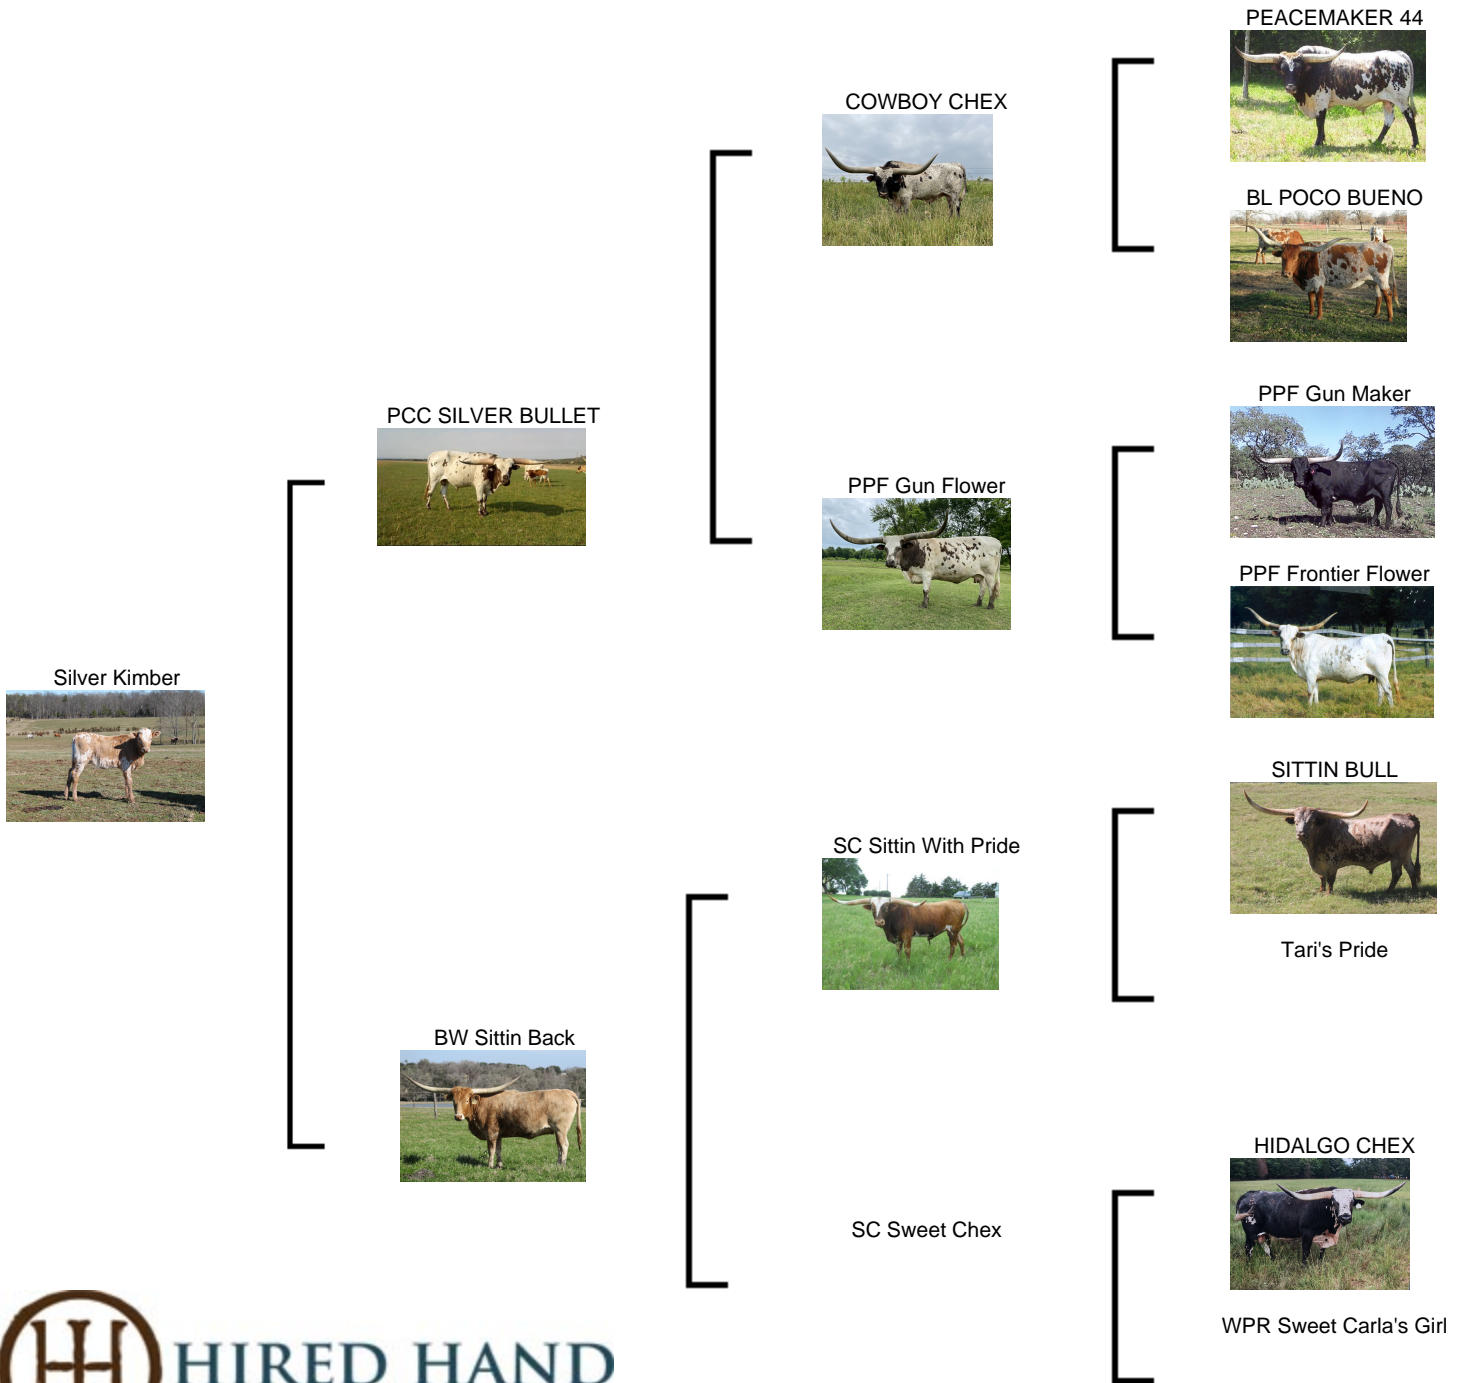 PEACEMAKER 44
COWBOY CHEX
BL POCO BUENO
PCC SILVER BULLET
PPF Gun Maker
PPF Gun Flower
PPF Frontier Flower
Silver Kimber
SITTIN BULL
SC Sittin With Pride
Tari's Pride
BW Sittin Back
HIDALGO CHEX
SC Sweet Chex
WPR Sweet Carla's Girl
HIRED HAND